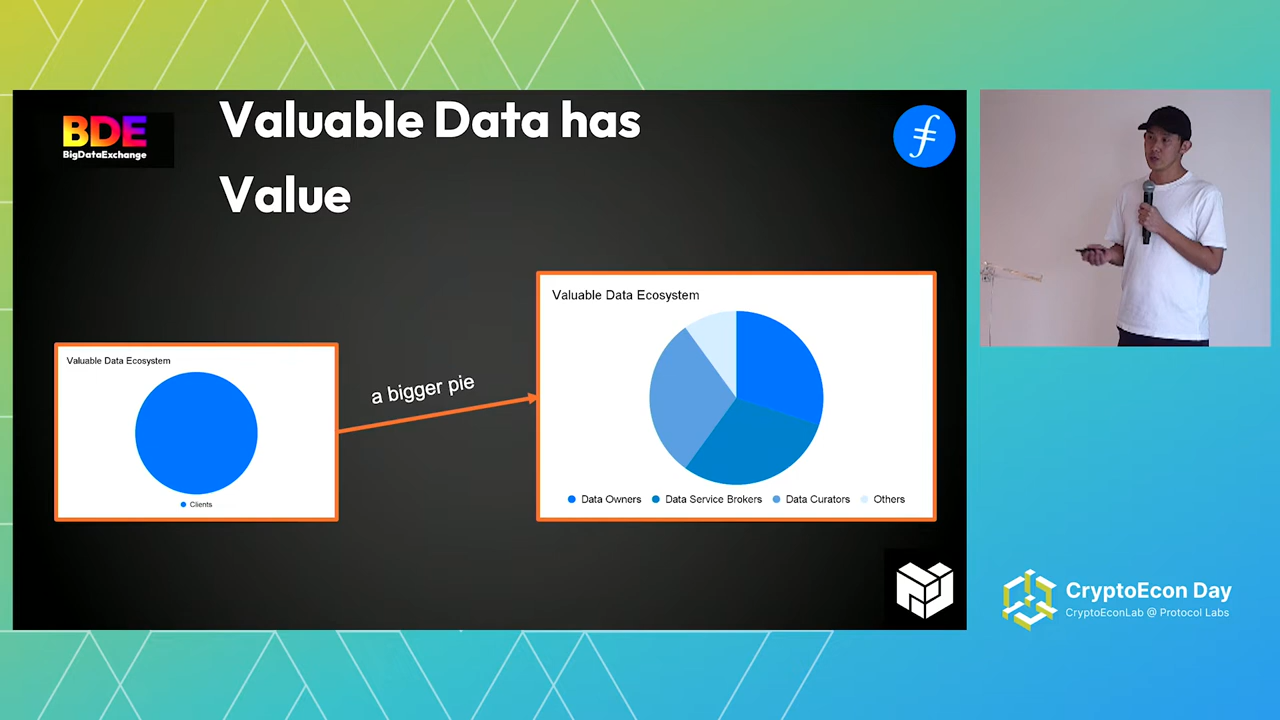 BDE
BigDataExchange
Valuable Data has
Value
Valuable Data Ecosystem
Clients
a bigger pie
Valuable Data Ecosystem
Data Owners
Data Service Brokers
Data Curators
Others
CryptoEcon Day
CryptoEconLab @ Protocol Labs